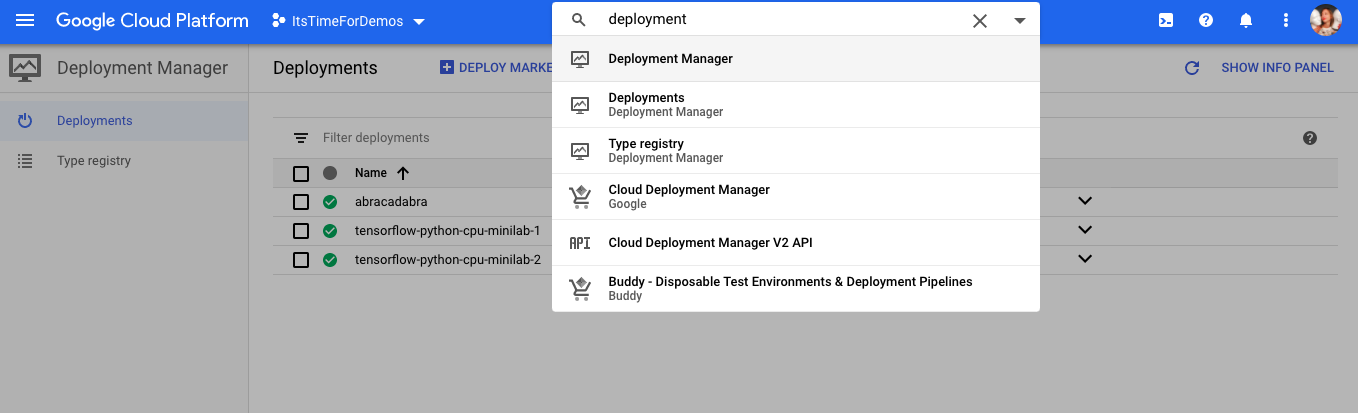 Google Cloud Platform
ItsTimeForDemos
deployment
Deployment Manager
Deployments
DEPLOY MARKE
SHOW INFO PANEL
Deployments
Type registry
Filter deployments
Name
abracadabra
tensorflow-python-cpu-minilab-1
tensorflow-python-cpu-minilab-2
Deployment Manager
Deployments
Deployment Manager
Type registry
Deployment Manager
Cloud Deployment Manager
Google
API
Cloud Deployment Manager V2 API
Buddy - Disposable Test Environments & Deployment Pipelines
Buddy